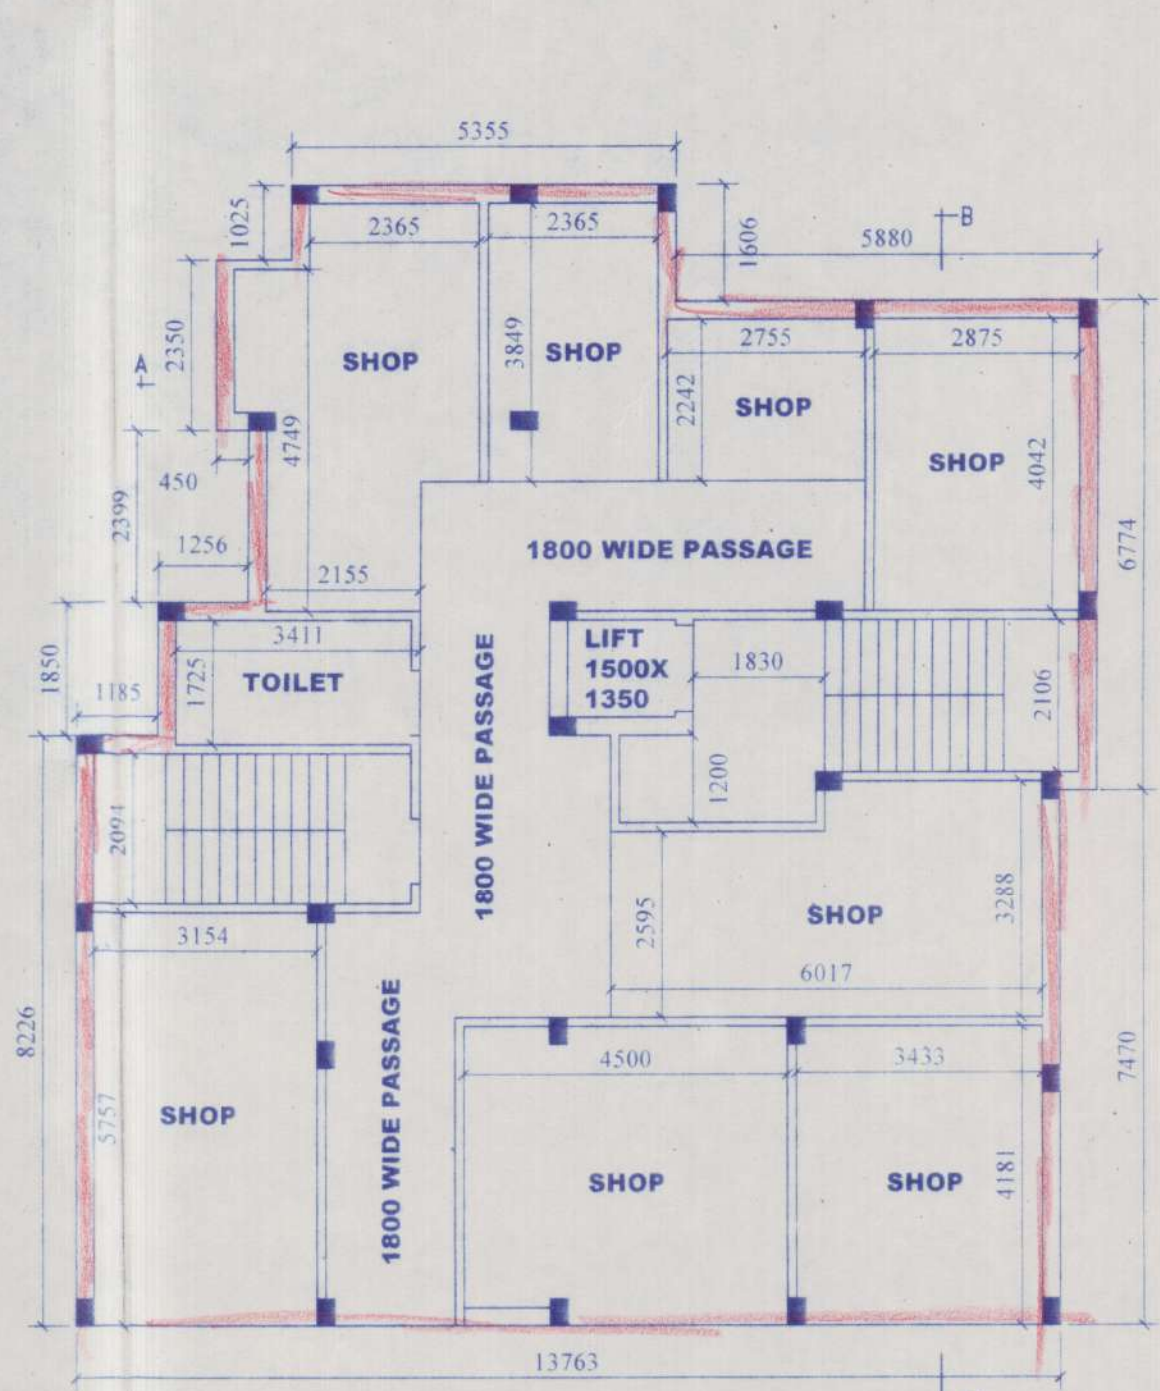 5355
1025
2365
2365
1606
B
5880
2350
A
SHOP
3849
SHOP
2755
2875
2242
SHOP
4749
SHOP
4042
450
2399
1256
1800 WIDE PASSAGE
6774
2155
3411
LIFT
1500X
1350
1830
1850
1185
1725
TOILET
2106
1800 WIDE PASSAGE
1200
2094
3154
2595
SHOP
3288
6017
8226
1800 WIDE PASSAGE
4500
3433
7470
5757
SHOP
SHOP
SHOP
4181
13763